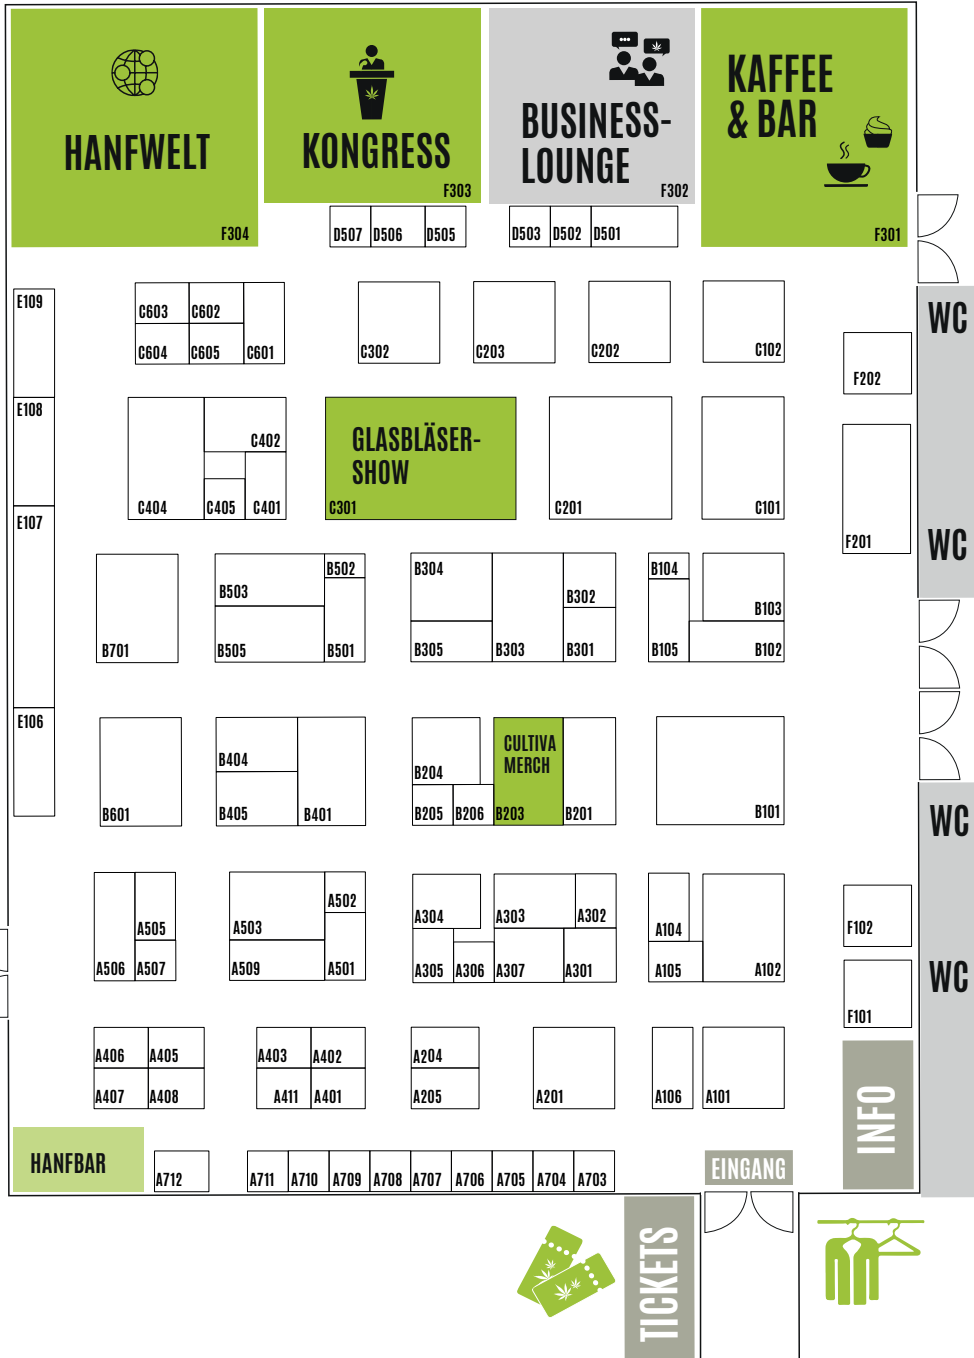 HANFWELT
F304
KONGRESS
F303
BUSINESS-
LOUNGE
F302
KAFFEE
& BAR
F301
D507 D506 D505
D503 D502 D501
E109
E108
E107
E106
C603 C602
C604 C605 C601
C302
C203
C202
C102
WC
F202
C402
C404 C405 C401
GLASBLÄSER-
SHOW
C301
C201
C101
F201
WC
B701
B503
B502
B505
B501
B304
B302
B305
B303
B301
B104
B103
B105
B102
B601
B404
B405
B401
B204
B205 B206
CULTIVA
MERCH
B203
B201
B101
WC
A505
A506 A507
A502
A503
A509
A501
A304
A303
A302
A305 A306 A307
A301
A104
A105
A102
F102
WC
F101
A406 A405
A407 A408
A403 A402
A411 A401
A204
A205
A201
A106
A101
INFO
HANFBAR
A712
A711 A710 A709 A708 A707 A706 A705 A704 A703
EINGANG
TICKETS